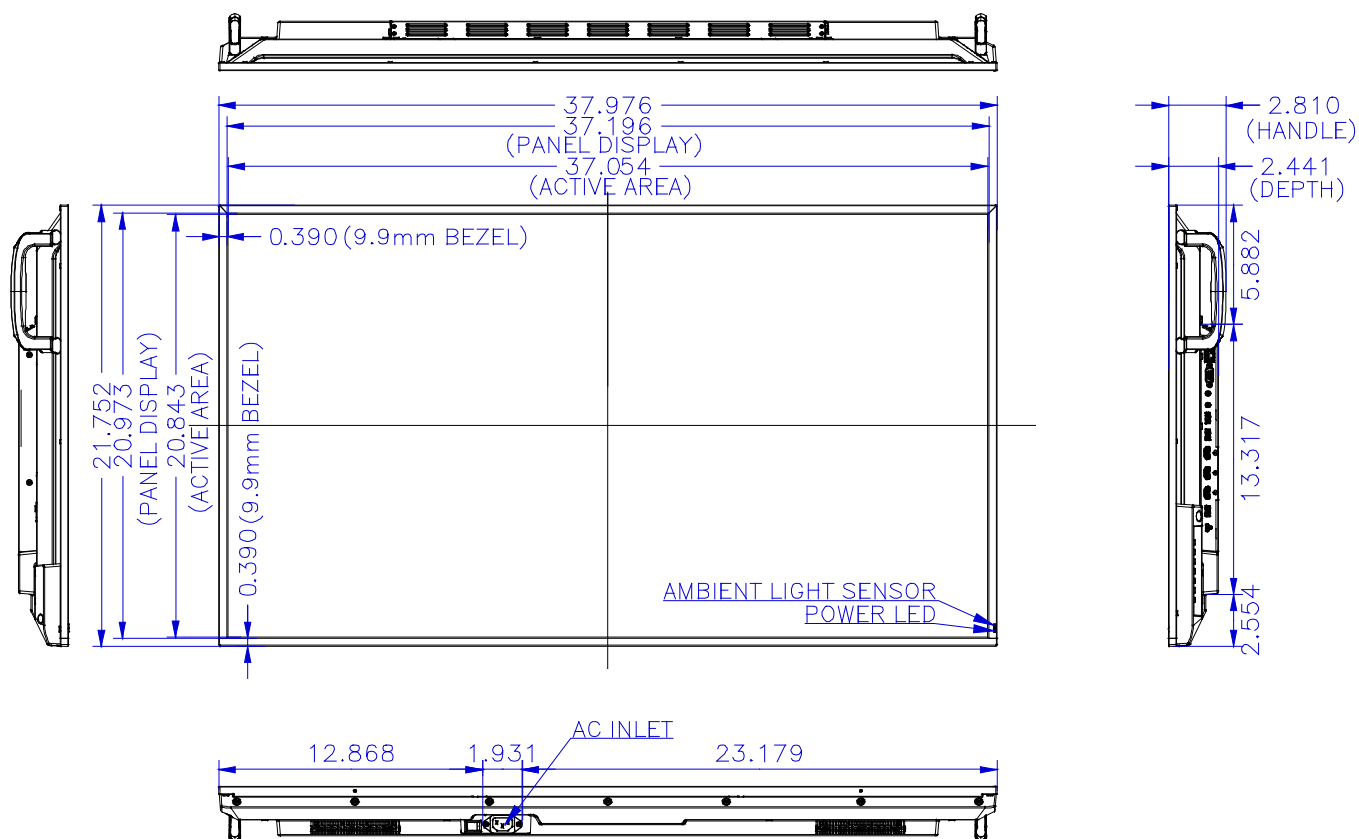 37.976
37.196
(PANEL DISPLAY)
37.054
(ACTIVE AREA)
2.810
(HANDLE)
2.441
(DEPTH)
0.390(9.9mm BEZEL)
5.882
21.752
20.973
(PANEL DISPLAY)
20.843
(ACTIVE AREA)
0.390(9.9mm BEZEL)
13.317
AMBIENT LIGHT SENSOR
POWER LED
2.554
AC INLET
12.868
1.931
23.179